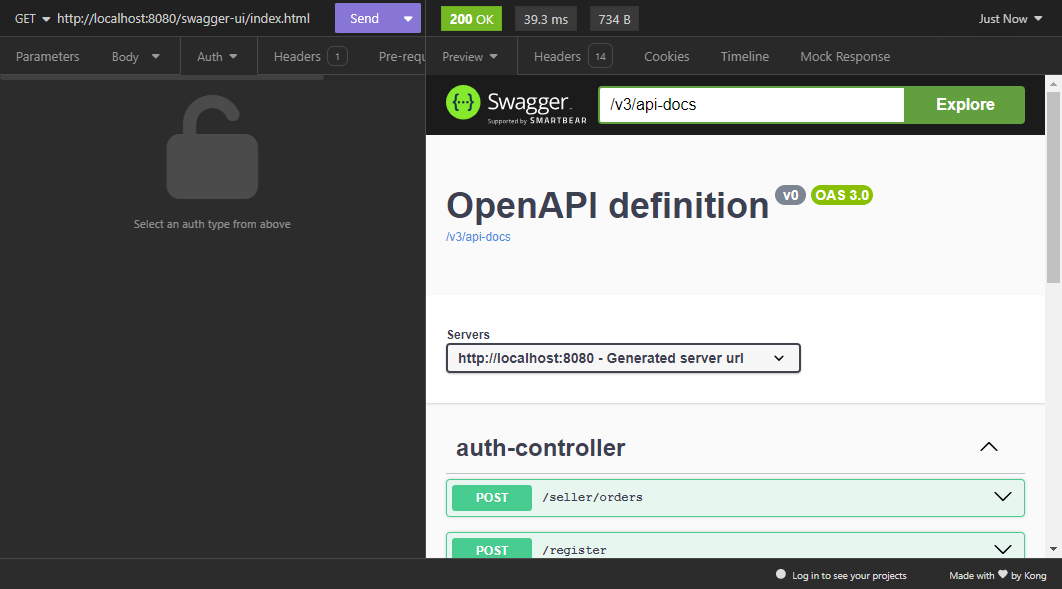 GET http://localhost:8080/swagger-ui/index.html Send 200 OK 39.3 ms 734 B Just Now
Parameters Body Auth Headers 1 Pre-requ Preview Headers 14 Cookies Timeline Mock Response
{···} Swagger. Supported by SMARTBEAR /v3/api-docs Explore
Select an auth type from above
OpenAPI definition v0 OAS 3.0
/v3/api-docs
Servers
http://localhost:8080 - Generated server url
auth-controller
POST /seller/orders
POST /register
Log in to see your projects Made with ♥ by Kong